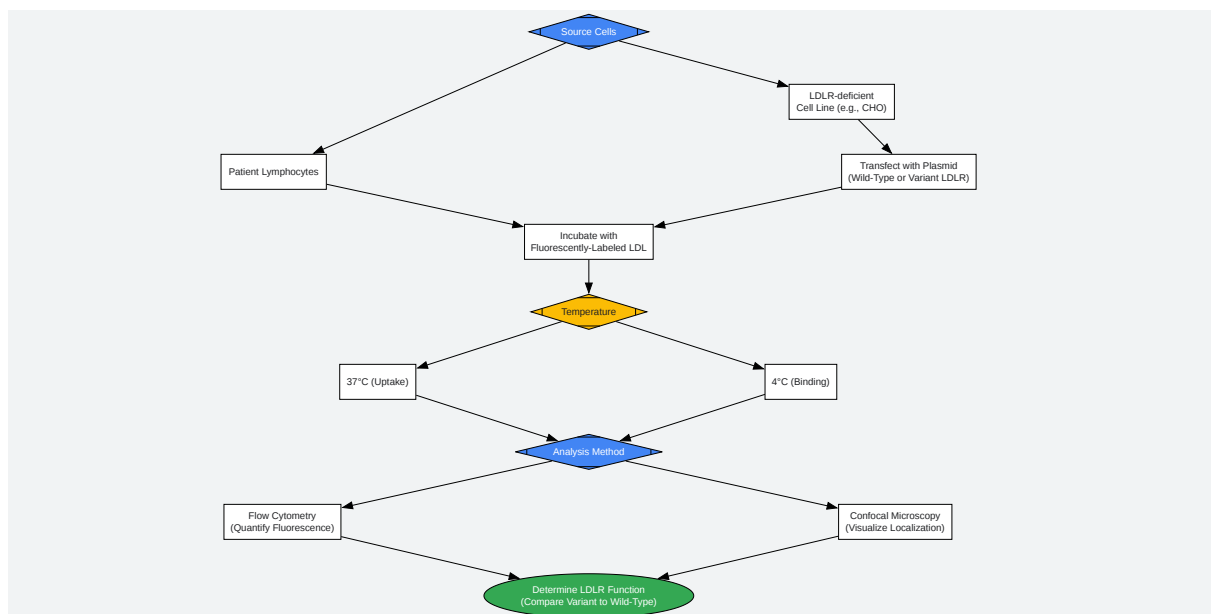 Source Cells
LDLR-deficient
Cell Line (e.g., CHO)
Patient Lymphocytes
Transfect with Plasmid
(Wild-Type or Variant LDLR)
Incubate with
Fluorescently-Labeled LDL
Temperature
37°C (Uptake)
4°C (Binding)
Analysis Method
Flow Cytometry
(Quantify Fluorescence)
Confocal Microscopy
(Visualize Localization)
Determine LDLR Function
(Compare Variant to Wild-Type)